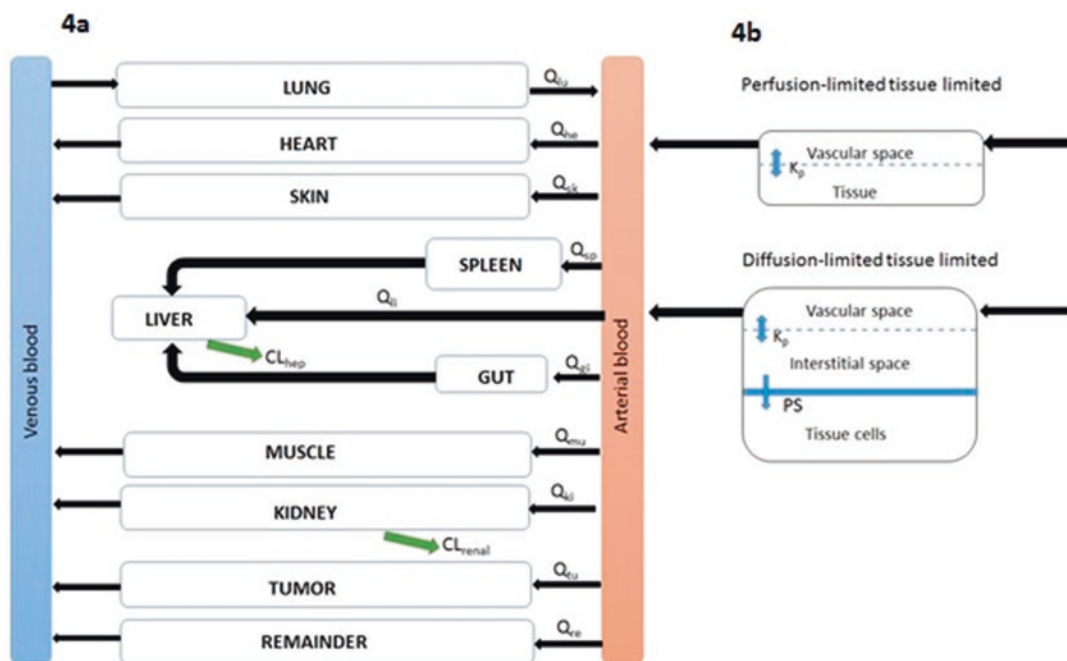 4a
Venous blood
LUNG
Q_lu
HEART
Q_he
SKIN
Q_sk
SPLEEN
Q_sp
LIVER
Q_li
CL_hep
GUT
Q_gi
MUSCLE
Q_mu
KIDNEY
Q_ki
CL_renal
TUMOR
Q_tu
REMAINDER
Q_re
Arterial blood
4b
Perfusion-limited tissue limited
Vascular space
K_p
Tissue
Diffusion-limited tissue limited
Vascular space
K_p
Interstitial space
PS
Tissue cells